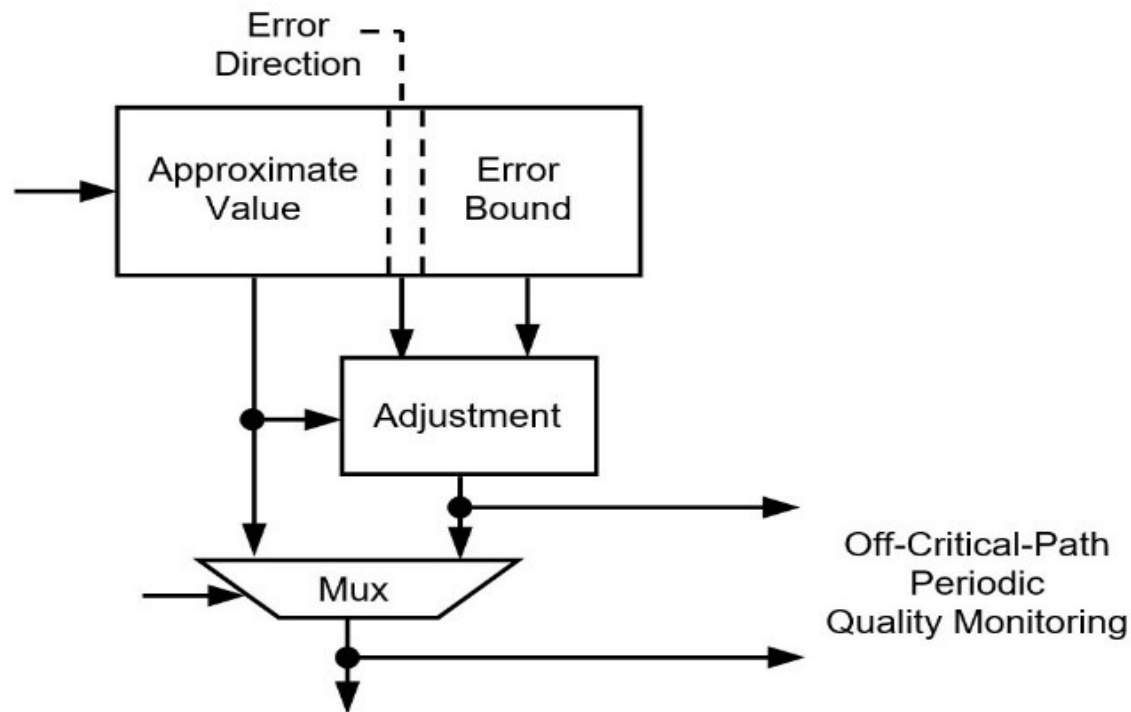 Error
Direction
Approximate
Value
Error
Bound
Adjustment
Mux
Off-Critical-Path
Periodic
Quality Monitoring